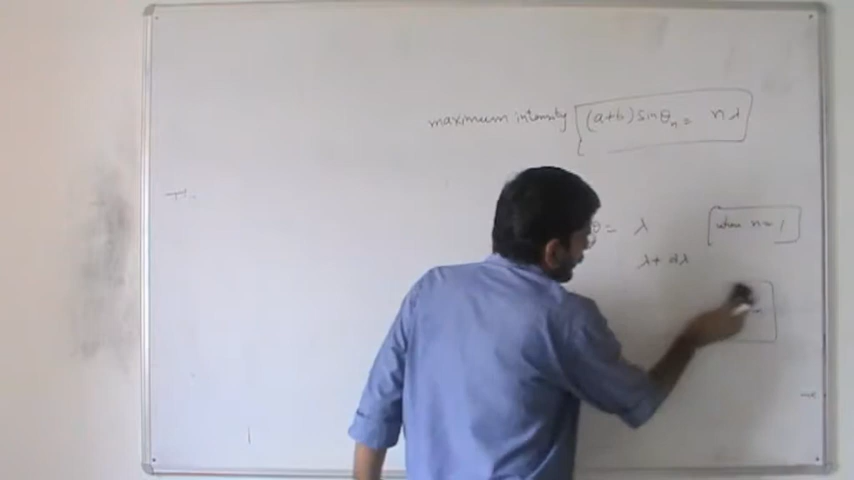 maximum intensity (a+b) sinθn = nλ
θ = λ when n = 1
λ + dλ